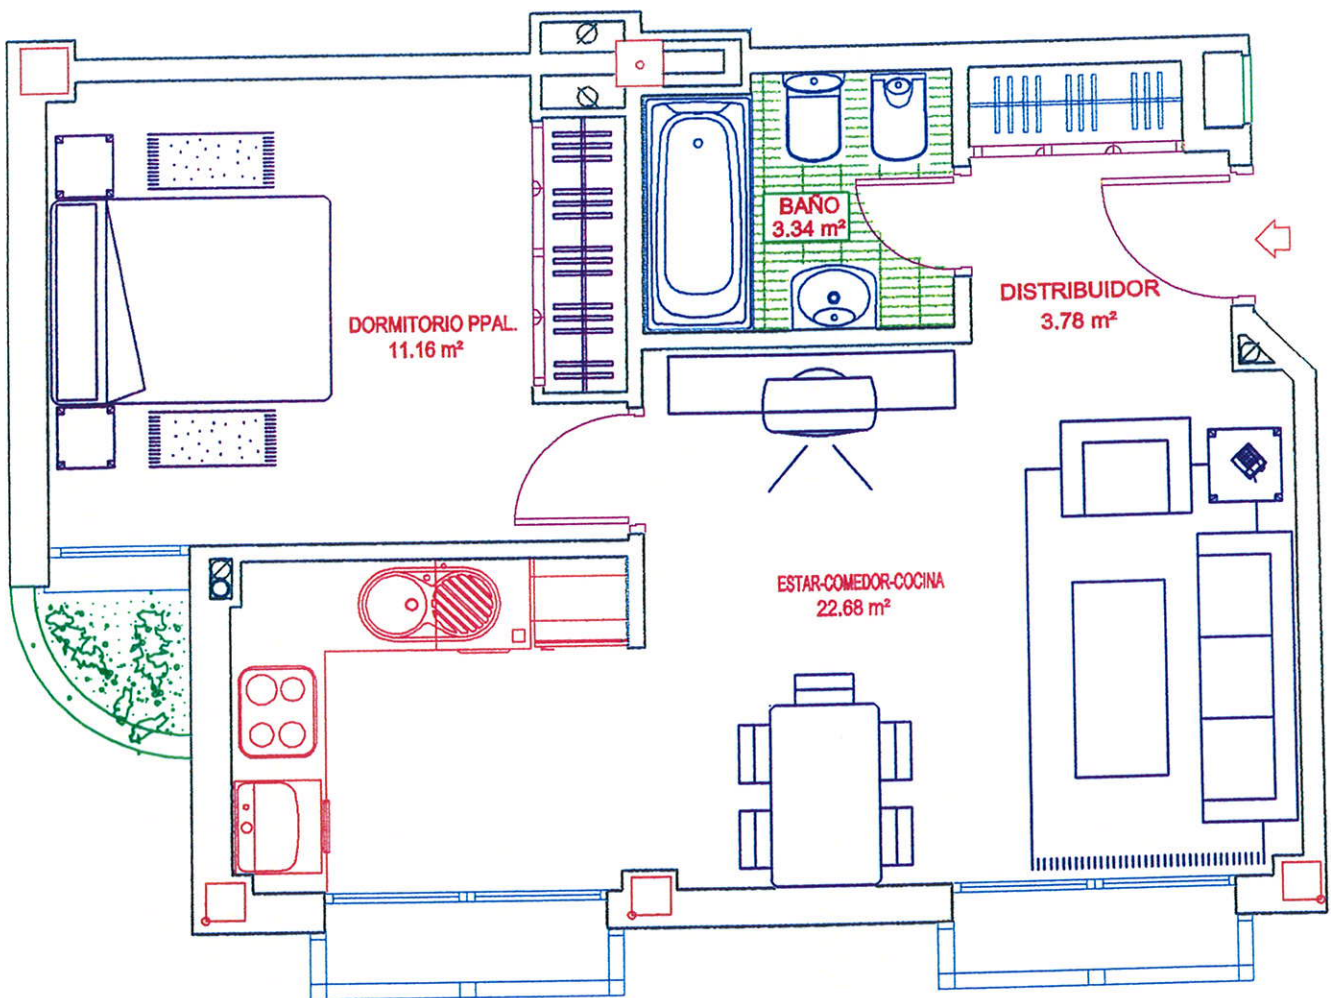 BAÑO
3.34 m²
DISTRIBUIDOR
3.78 m²
DORMITORIO PPAL.
11.16 m²
ESTAR-COMEDOR-COCINA
22.68 m²